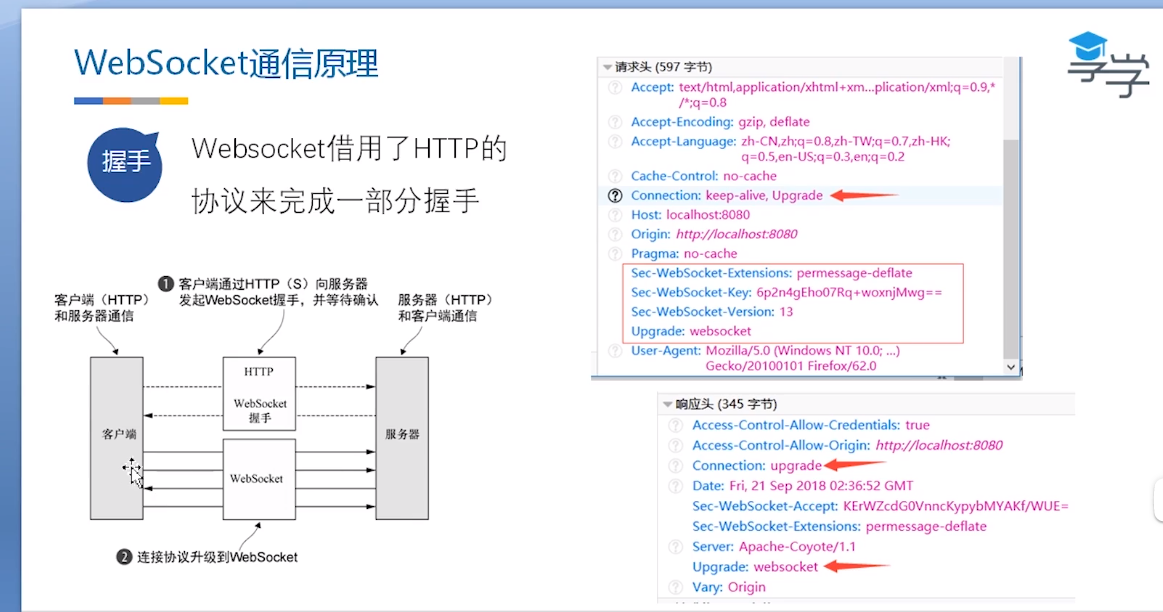 WebSocket通信原理
握手
Websocket借用了HTTP的
协议来完成一部分握手
❶ 客户端通过HTTP（S）向服务器
发起WebSocket握手，并等待确认
客户端（HTTP）
和服务器通信
服务器（HTTP）
和客户端通信
HTTP
WebSocket
握手
客户端
服务器
WebSocket
❷ 连接协议升级到WebSocket
享学
请求头 (597 字节)
Accept: text/html,application/xhtml+xm...plication/xml;q=0.9,*
/*;q=0.8
Accept-Encoding: gzip, deflate
Accept-Language: zh-CN,zh;q=0.8,zh-TW;q=0.7,zh-HK;
q=0.5,en-US;q=0.3,en;q=0.2
Cache-Control: no-cache
Connection: keep-alive, Upgrade
Host: localhost:8080
Origin: http://localhost:8080
Pragma: no-cache
Sec-WebSocket-Extensions: permessage-deflate
Sec-WebSocket-Key: 6p2n4gEho07Rq+woxnjMwg==
Sec-WebSocket-Version: 13
Upgrade: websocket
User-Agent: Mozilla/5.0 (Windows NT 10.0; ...)
Gecko/20100101 Firefox/62.0
响应头 (345 字节)
Access-Control-Allow-Credentials: true
Access-Control-Allow-Origin: http://localhost:8080
Connection: upgrade
Date: Fri, 21 Sep 2018 02:36:52 GMT
Sec-WebSocket-Accept: KErWZcdG0VnncKypybMYAKf/WUE=
Sec-WebSocket-Extensions: permessage-deflate
Server: Apache-Coyote/1.1
Upgrade: websocket
Vary: Origin